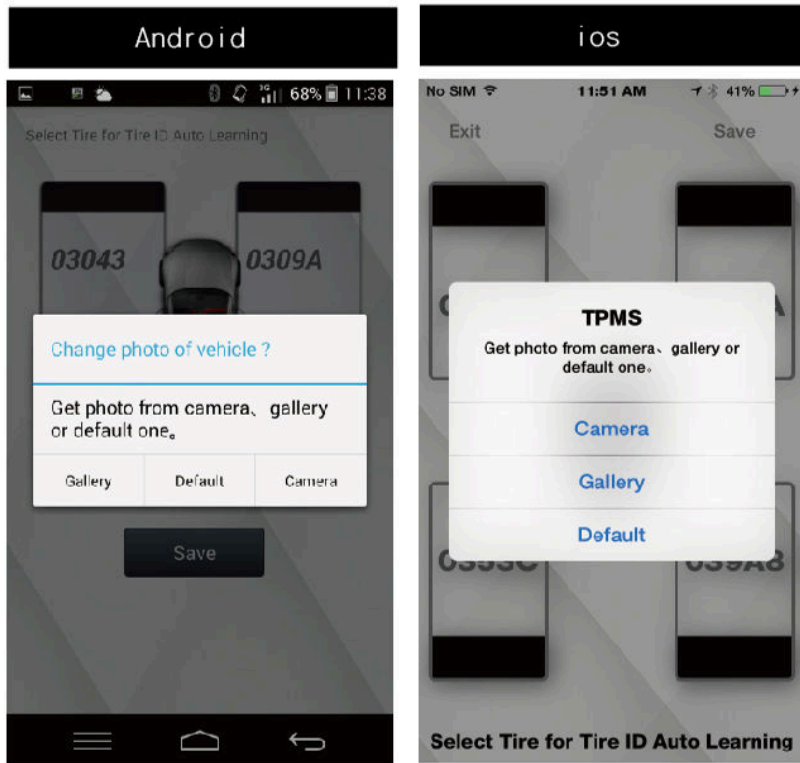 Android
68% 11:38
Select Tire for Tire ID Auto Learning
03043
0309A
Change photo of vehicle ?
Get photo from camera、gallery
or default one。
Gallery
Default
Camera
Save
ios
No SIM
11:51 AM
41%
Exit
Save
TPMS
Get photo from camera、gallery or
default one。
Camera
Gallery
Default
0353C
039A8
Select Tire for Tire ID Auto Learning